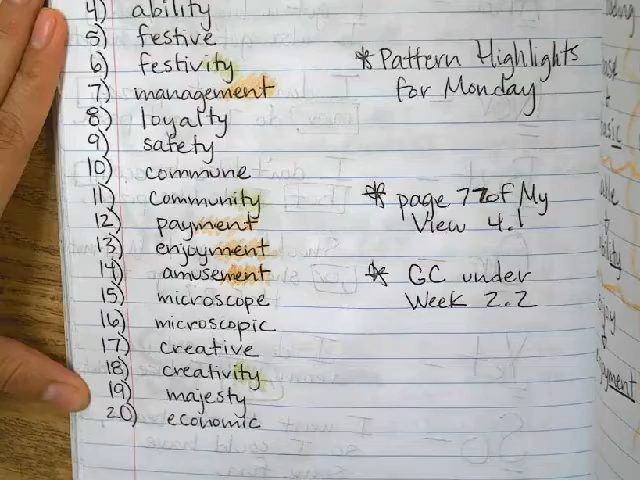 4) ability
5) festive
6) festivity
7) management
8) loyalty
9) safety
10) commune
11) community
12) payment
13) enjoyment
14) amusement
15) microscope
16) microscopic
17) creative
18) creativity
19) majesty
20) economic
* Pattern Highlights
for Monday
* page 77 of My
View 4.1
* GC under
Week 2.2